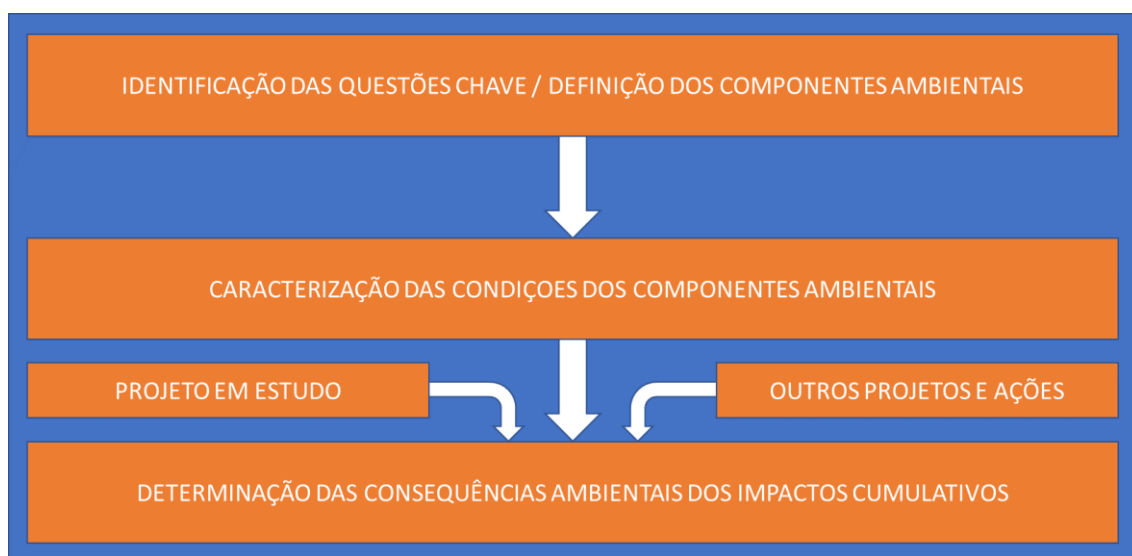 IDENTIFICAÇÃO DAS QUESTÕES CHAVE / DEFINIÇÃO DOS COMPONENTES AMBIENTAIS
CARACTERIZAÇÃO DAS CONDIÇOES DOS COMPONENTES AMBIENTAIS
PROJETO EM ESTUDO
OUTROS PROJETOS E AÇÕES
DETERMINAÇÃO DAS CONSEQUÊNCIAS AMBIENTAIS DOS IMPACTOS CUMULATIVOS